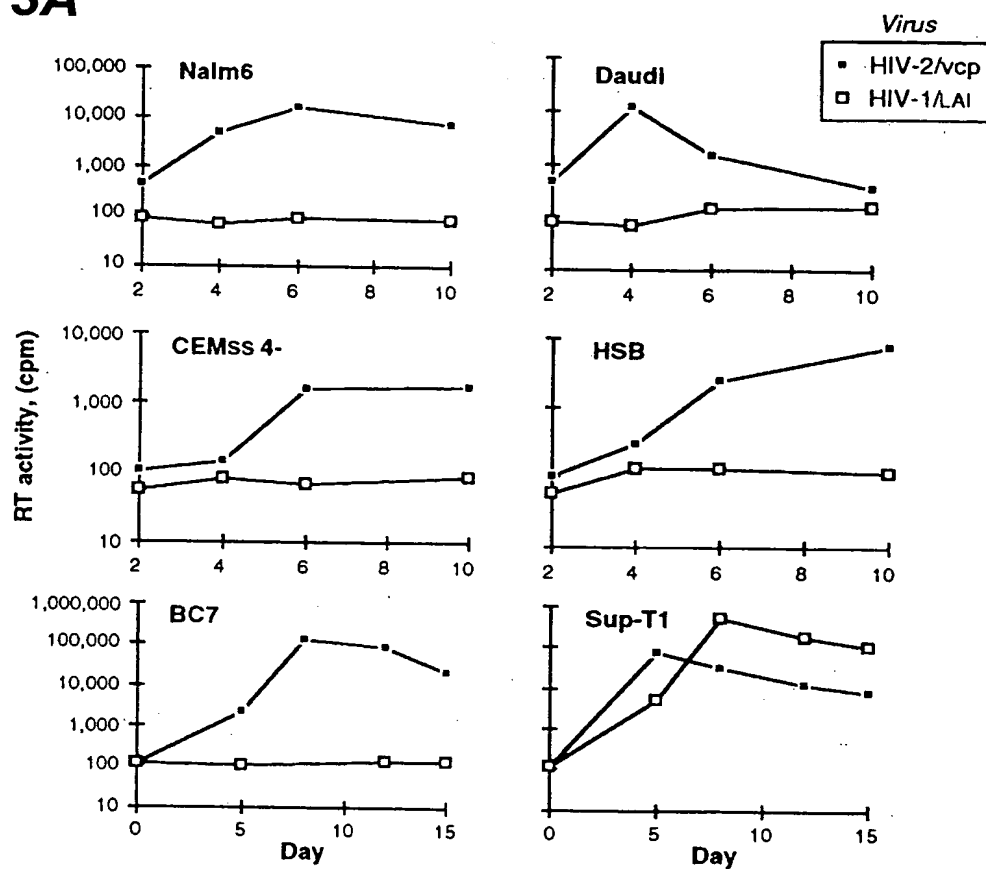 3A
Virus
HIV-2/vcp
HIV-1/LAI
Nalm6
100,000
10,000
1,000
100
10
2 4 6 8 10
Daudi
2 4 6 8 10
RT activity, (cpm)
CEMss 4-
10,000
1,000
100
10
2 4 6 8 10
HSB
2 4 6 8 10
BC7
1,000,000
100,000
10,000
1,000
100
10
0 5 10 15
Day
Sup-T1
0 5 10 15
Day